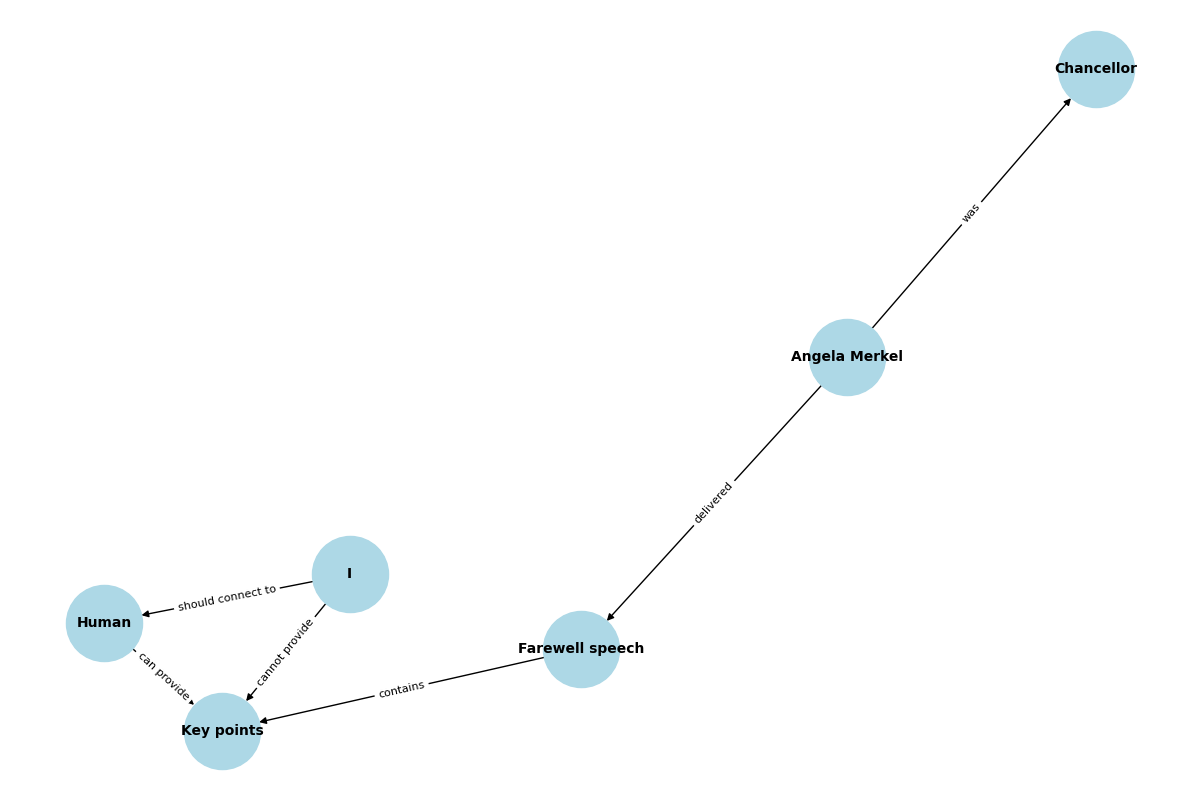 Chancellor
was
Angela Merkel
delivered
I
should connect to
Human
cannot provide
Farewell speech
can provide
contains
Key points